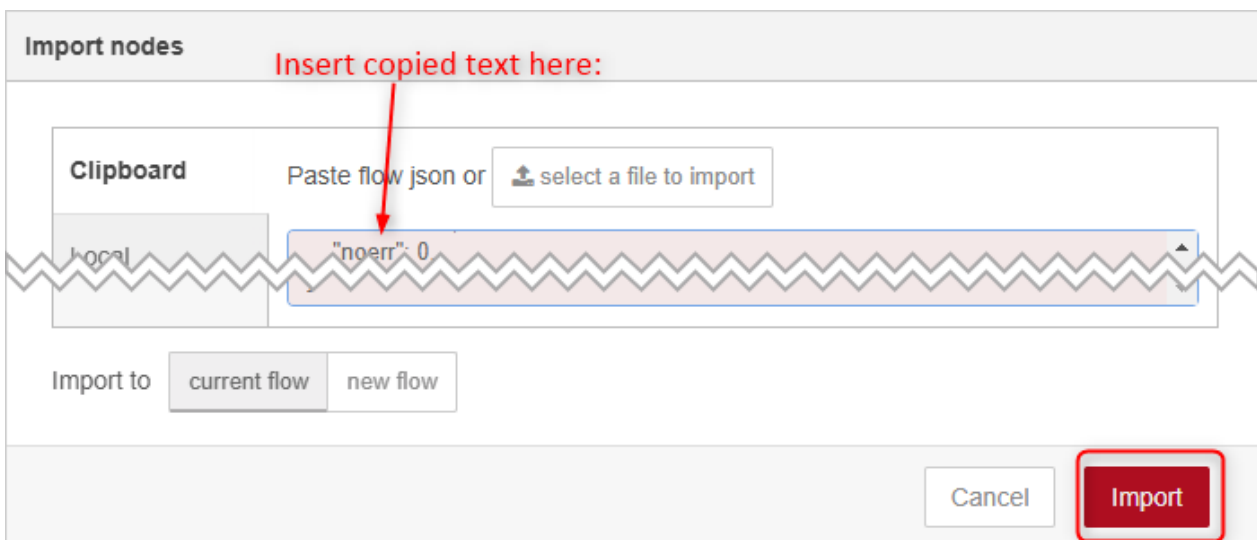 Import nodes
Insert copied text here:
Clipboard
Paste flow json or select a file to import
Local
"noerr": 0
Import to current flow new flow
Cancel Import